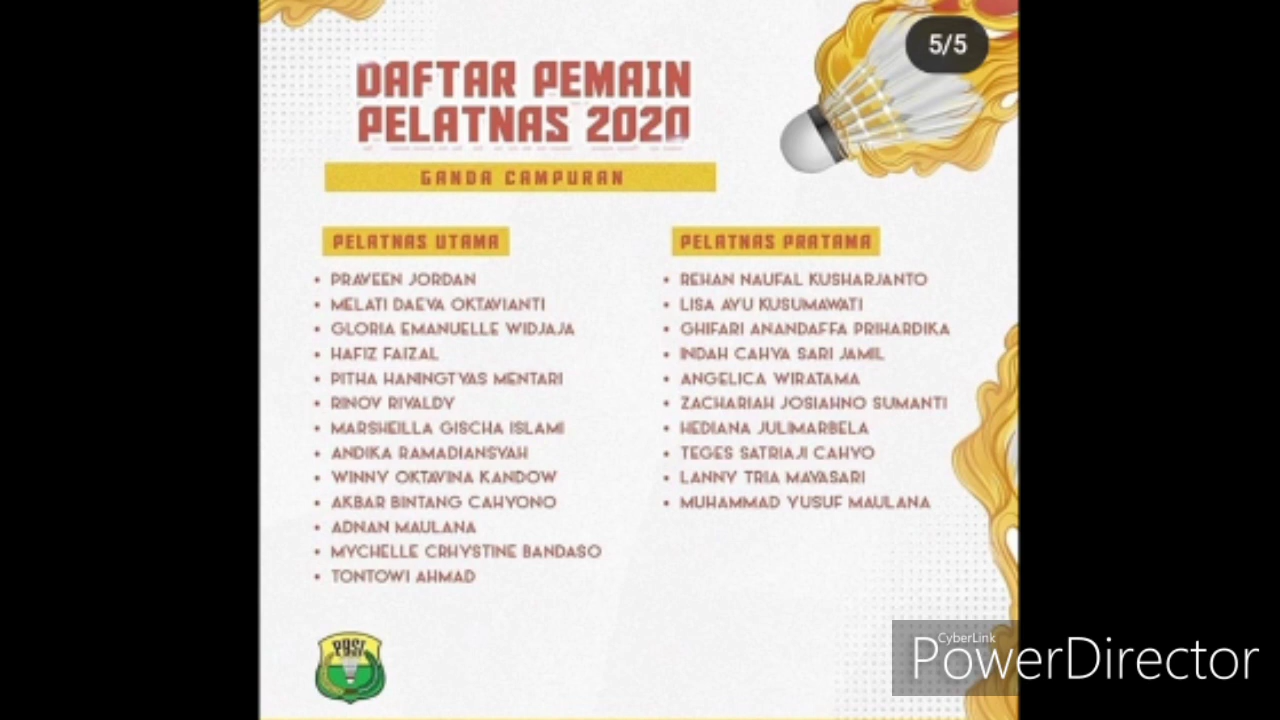 5/5
DAFTAR PEMAIN
PELATNAS 2020
GANDA CAMPURAN
PELATNAS UTAMA
• PRAVEEN JORDAN
• MELATI DAEVA OKTAVIANTI
• GLORIA EMANUELLE WIDJAJA
• HAFIZ FAIZAL
• PITHA HANINGTYAS MENTARI
• RINOV RIVALDY
• MARSHEILLA GISCHA ISLAMI
• ANDIKA RAMADIANSYAH
• WINNY OKTAVINA KANDOW
• AKBAR BINTANG CAHYONO
• ADNAN MAULANA
• MYCHELLE CRHYSTINE BANDASO
• TONTOWI AHMAD
PELATNAS PRATAMA
• REHAN NAUFAL KUSHARJANTO
• LISA AYU KUSUMAWATI
• GHIFARI ANANDAFFA PRIHARDIKA
• INDAH CAHYA SARI JAMIL
• ANGELICA WIRATAMA
• ZACHARIAH JOSIAHNO SUMANTI
• HEDIANA JULIMARBELA
• TEGES SATRIAJI CAHYO
• LANNY TRIA MAYASARI
• MUHAMMAD YUSUF MAULANA
PBSI
CyberLink
PowerDirector